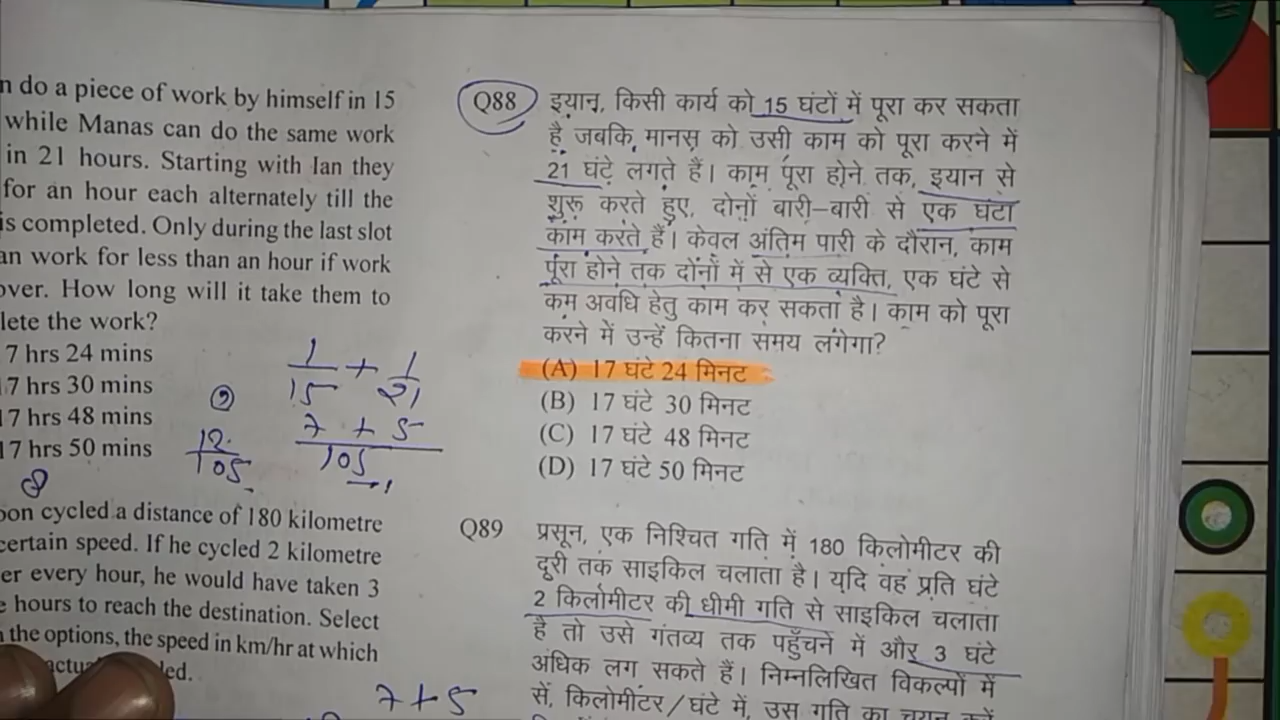 n do a piece of work by himself in 15
while Manas can do the same work
in 21 hours. Starting with Ian they
for an hour each alternately till the
is completed. Only during the last slot
an work for less than an hour if work
over. How long will it take them to
lete the work?
7 hrs 24 mins
17 hrs 30 mins
17 hrs 48 mins
17 hrs 50 mins
1/15 + 1/21
7 + 5
105
12
105
oon cycled a distance of 180 kilometre
certain speed. If he cycled 2 kilometre
er every hour, he would have taken 3
e hours to reach the destination. Select
the options, the speed in km/hr at which
actua ed.
7+5
Q88 इयान, किसी कार्य को 15 घंटों में पूरा कर सकता
है जबकि, मानस को उसी काम को पूरा करने में
21 घंटे लगते हैं। काम पूरा होने तक, इयान से
शुरू करते हुए, दोनों बारी–बारी से एक घंटा
काम करते हैं। केवल अंतिम पारी के दौरान, काम
पूरा होने तक दोनों में से एक व्यक्ति, एक घंटे से
कम अवधि हेतु काम कर सकता है। काम को पूरा
करने में उन्हें कितना समय लगेगा?
(A) 17 घंटे 24 मिनट
(B) 17 घंटे 30 मिनट
(C) 17 घंटे 48 मिनट
(D) 17 घंटे 50 मिनट
Q89 प्रसून, एक निश्चित गति में 180 किलोमीटर की
दूरी तक साइकिल चलाता है। यदि वह प्रति घंटे
2 किलोमीटर की धीमी गति से साइकिल चलाता
है तो उसे गंतव्य तक पहुँचने में और 3 घंटे
अधिक लग सकते हैं। निम्नलिखित विकल्पों में
से, किलोमीटर/घंटे में, उस गति का चयन करें